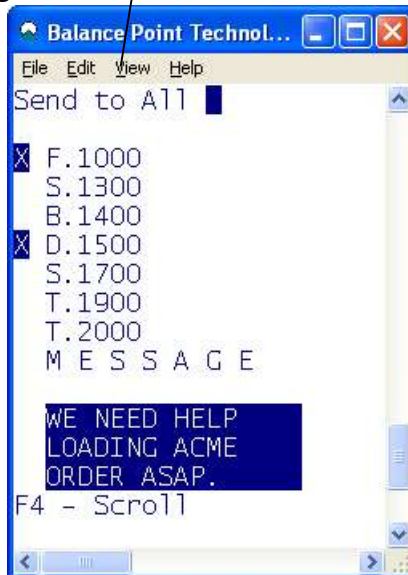 Balance Point Technol...
File Edit View Help
Send to All
X F.1000
S.1300
B.1400
X D.1500
S.1700
T.1900
T.2000
M E S S A G E
WE NEED HELP
LOADING ACME
ORDER ASAP.
F4 - Scroll